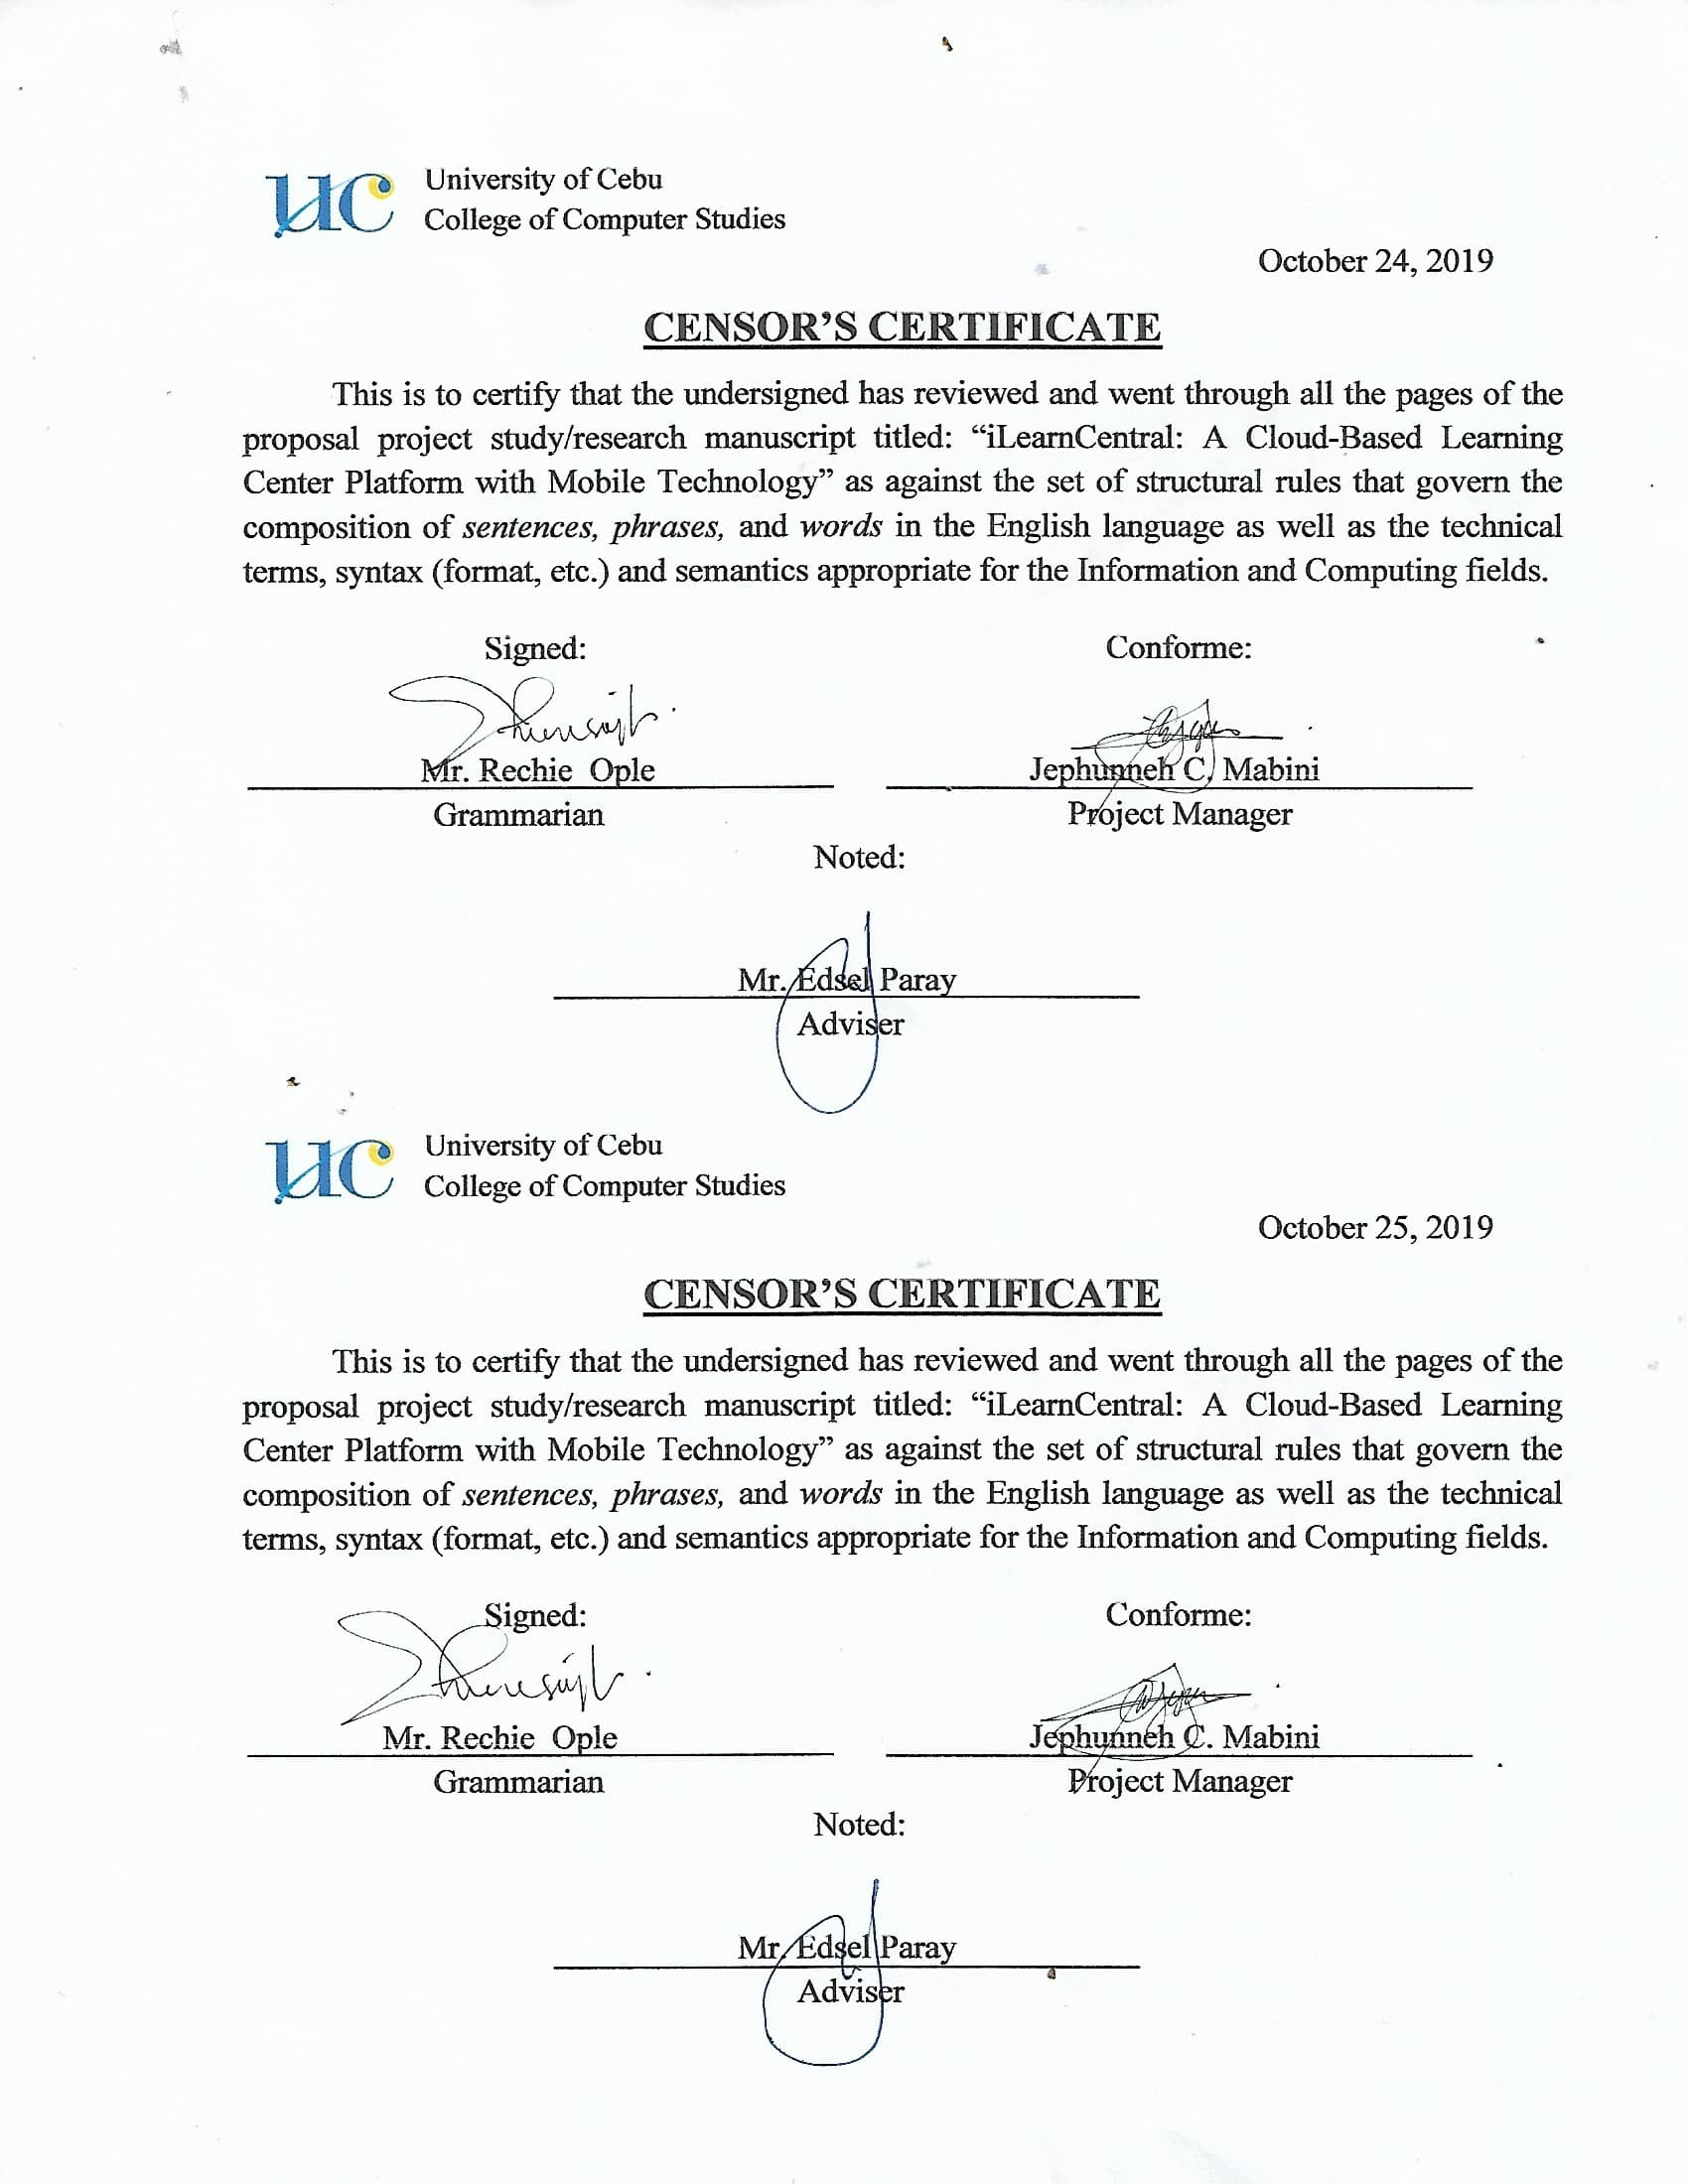 UC University of Cebu
College of Computer Studies
October 24, 2019
CENSOR’S CERTIFICATE
This is to certify that the undersigned has reviewed and went through all the pages of the
proposal project study/research manuscript titled: “iLearnCentral: A Cloud-Based Learning
Center Platform with Mobile Technology” as against the set of structural rules that govern the
composition of sentences, phrases, and words in the English language as well as the technical
terms, syntax (format, etc.) and semantics appropriate for the Information and Computing fields.
Signed: Conforme:
Mr. Rechie Ople Jephunneh C. Mabini
Grammarian Project Manager
Noted:
Mr. Edsel Paray
Adviser
UC University of Cebu
College of Computer Studies
October 25, 2019
CENSOR’S CERTIFICATE
This is to certify that the undersigned has reviewed and went through all the pages of the
proposal project study/research manuscript titled: “iLearnCentral: A Cloud-Based Learning
Center Platform with Mobile Technology” as against the set of structural rules that govern the
composition of sentences, phrases, and words in the English language as well as the technical
terms, syntax (format, etc.) and semantics appropriate for the Information and Computing fields.
Signed: Conforme:
Mr. Rechie Ople Jephunneh C. Mabini
Grammarian Project Manager
Noted:
Mr. Edsel Paray
Adviser